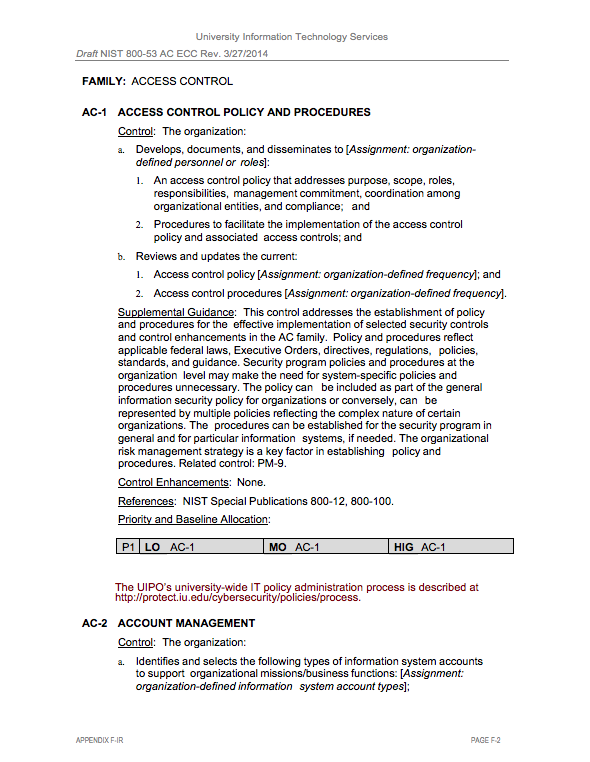 University Information Technology Services
Draft NIST 800-53 AC ECC Rev. 3/27/2014
FAMILY: ACCESS CONTROL
AC-1 ACCESS CONTROL POLICY AND PROCEDURES
Control: The organization:
a. Develops, documents, and disseminates to [Assignment: organization-
defined personnel or roles]:
1. An access control policy that addresses purpose, scope, roles,
responsibilities, management commitment, coordination among
organizational entities, and compliance; and
2. Procedures to facilitate the implementation of the access control
policy and associated access controls; and
b. Reviews and updates the current:
1. Access control policy [Assignment: organization-defined frequency]; and
2. Access control procedures [Assignment: organization-defined frequency].
Supplemental Guidance: This control addresses the establishment of policy
and procedures for the effective implementation of selected security controls
and control enhancements in the AC family. Policy and procedures reflect
applicable federal laws, Executive Orders, directives, regulations, policies,
standards, and guidance. Security program policies and procedures at the
organization level may make the need for system-specific policies and
procedures unnecessary. The policy can be included as part of the general
information security policy for organizations or conversely, can be
represented by multiple policies reflecting the complex nature of certain
organizations. The procedures can be established for the security program in
general and for particular information systems, if needed. The organizational
risk management strategy is a key factor in establishing policy and
procedures. Related control: PM-9.
Control Enhancements: None.
References: NIST Special Publications 800-12, 800-100.
Priority and Baseline Allocation:
P1 LO AC-1 MO AC-1 HIG AC-1
The UIPO's university-wide IT policy administration process is described at
http://protect.iu.edu/cybersecurity/policies/process.
AC-2 ACCOUNT MANAGEMENT
Control: The organization:
a. Identifies and selects the following types of information system accounts
to support organizational missions/business functions: [Assignment:
organization-defined information system account types];
APPENDIX F-IR PAGE F-2